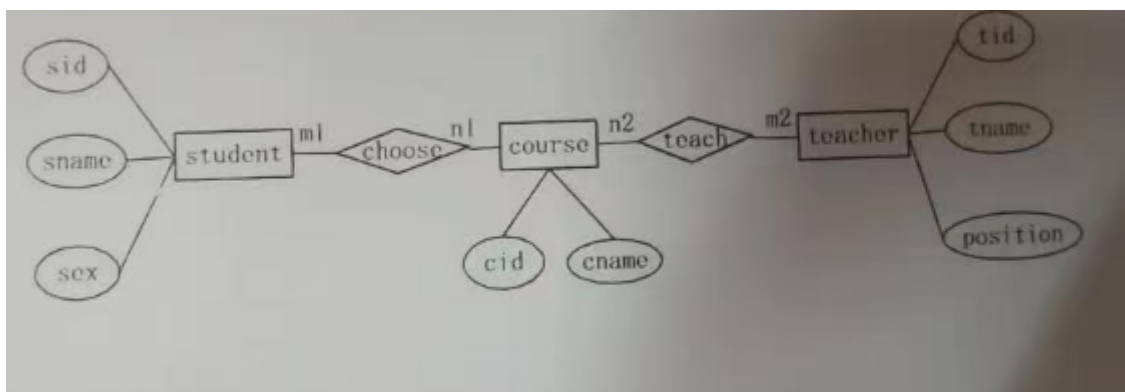 sid
tid
sname
student
m1
choose
n1
course
n2
teach
m2
teacher
tname
sex
cid
cname
position